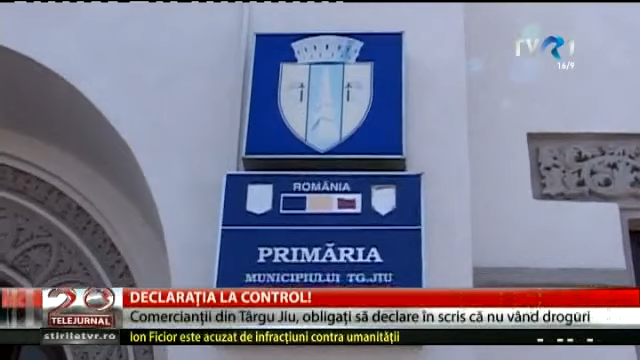 TVR1
16/9
ROMÂNIA
PRIMĂRIA
MUNICIPIULUI TG.JIU
20
TELEJURNAL
stirilatvr.ro
DECLARAȚIA LA CONTROL!
Comercianții din Târgu Jiu, obligați să declare în scris că nu vând droguri
Ion Ficior este acuzat de infracțiuni contra umanității